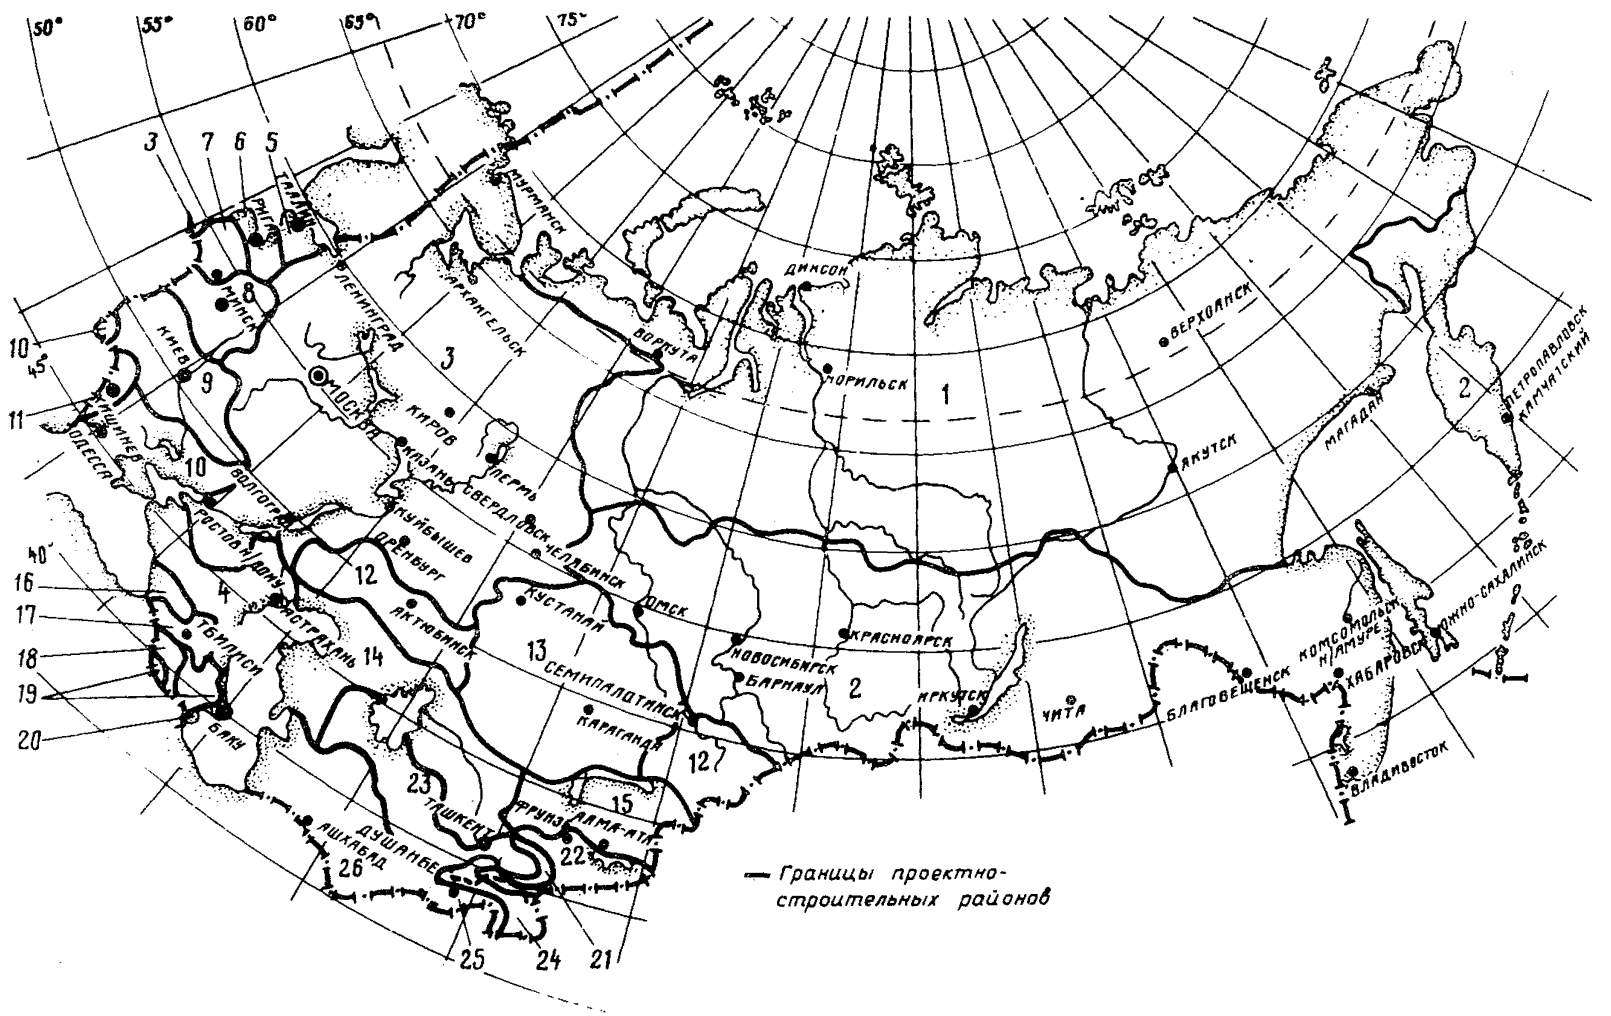 50°
55°
60°
65°
70°
75°
3
7
6
5
ТАЛЛИН
РИГА
МУРМАНСК
МИНСК
8
ЛЕНИНГРАД
АРХАНГЕЛЬСК
ДИКСОН
ВЕРХОЯНСК
10
45°
КИЕВ
ВОРКУТА
3
9
МОСКВА
НОРИЛЬСК
1
2
ПЕТРОПАВЛОВСК
КАМЧАТСКИЙ
11
КИШИНЕВ
ОДЕССА
КИРОВ
МАГАДАН
10
КАЗАНЬ
ПЕРМЬ
ЯКУТСК
ВОЛГОГРАД
СВЕРДЛОВСК
РОСТОВ Н/ДОНУ
КУЙБЫШЕВ
ОРЕНБУРГ
ЧЕЛЯБИНСК
40°
16
4
12
КУСТАНАЙ
ОМСК
ЮЖНО-САХАЛИНСК
17
АСТРАХАНЬ
АКТЮБИНСК
КРАСНОЯРСК
КОМСОМОЛЬСК
Н/АМУРЕ
18
ТБИЛИСИ
14
13
НОВОСИБИРСК
ХАБАРОВСК
19
СЕМИПАЛАТИНСК
БАРНАУЛ
2
ИРКУТСК
ЧИТА
БЛАГОВЕЩЕНСК
20
БАКУ
КАРАГАНДА
12
ВЛАДИВОСТОК
23
15
ТАШКЕНТ
ФРУНЗЕ
АЛМА-АТА
АШХАБАД
ДУШАНБЕ
22
26
Границы проектно-
строительных районов
25
24
21